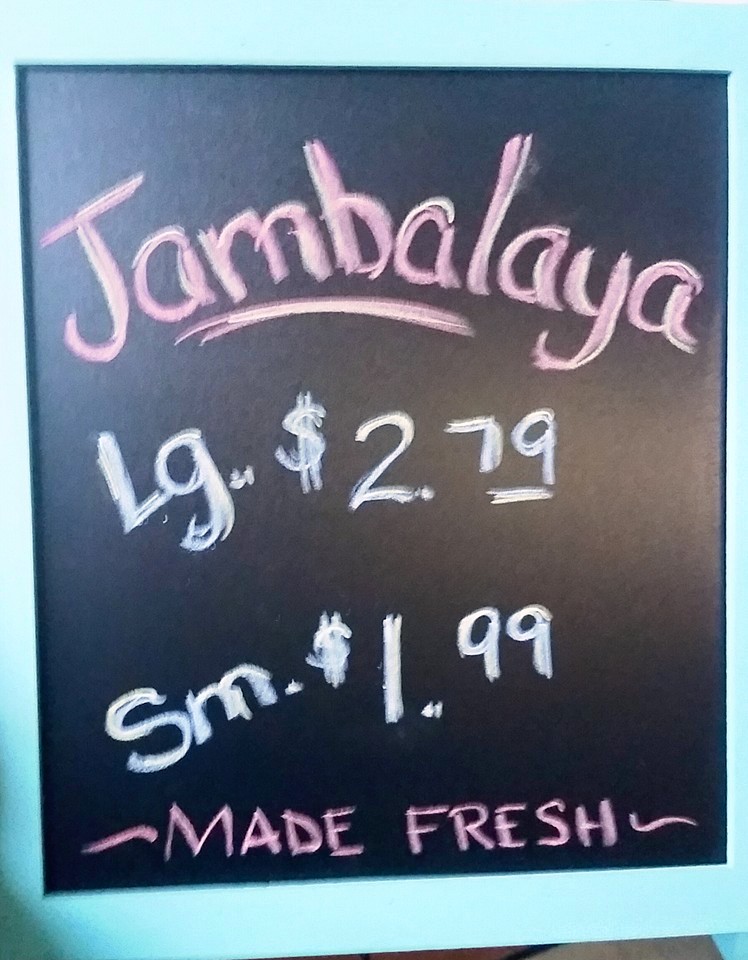 Jambalaya
Lg. $2.79
Sm. $1.99
~MADE FRESH~